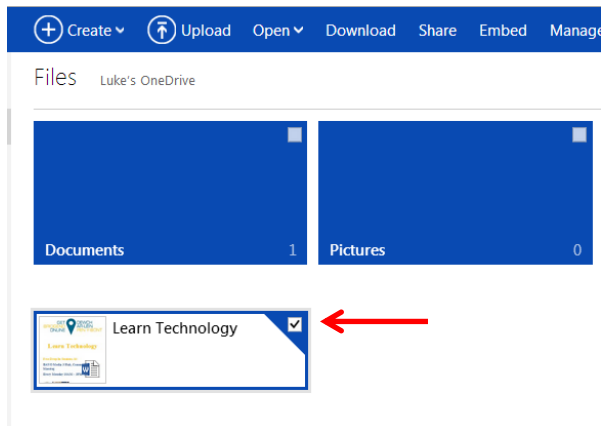 Create Upload Open Download Share Embed Manage
Files Luke's OneDrive
Documents 1 Pictures 0
Learn Technology
Learn Technology